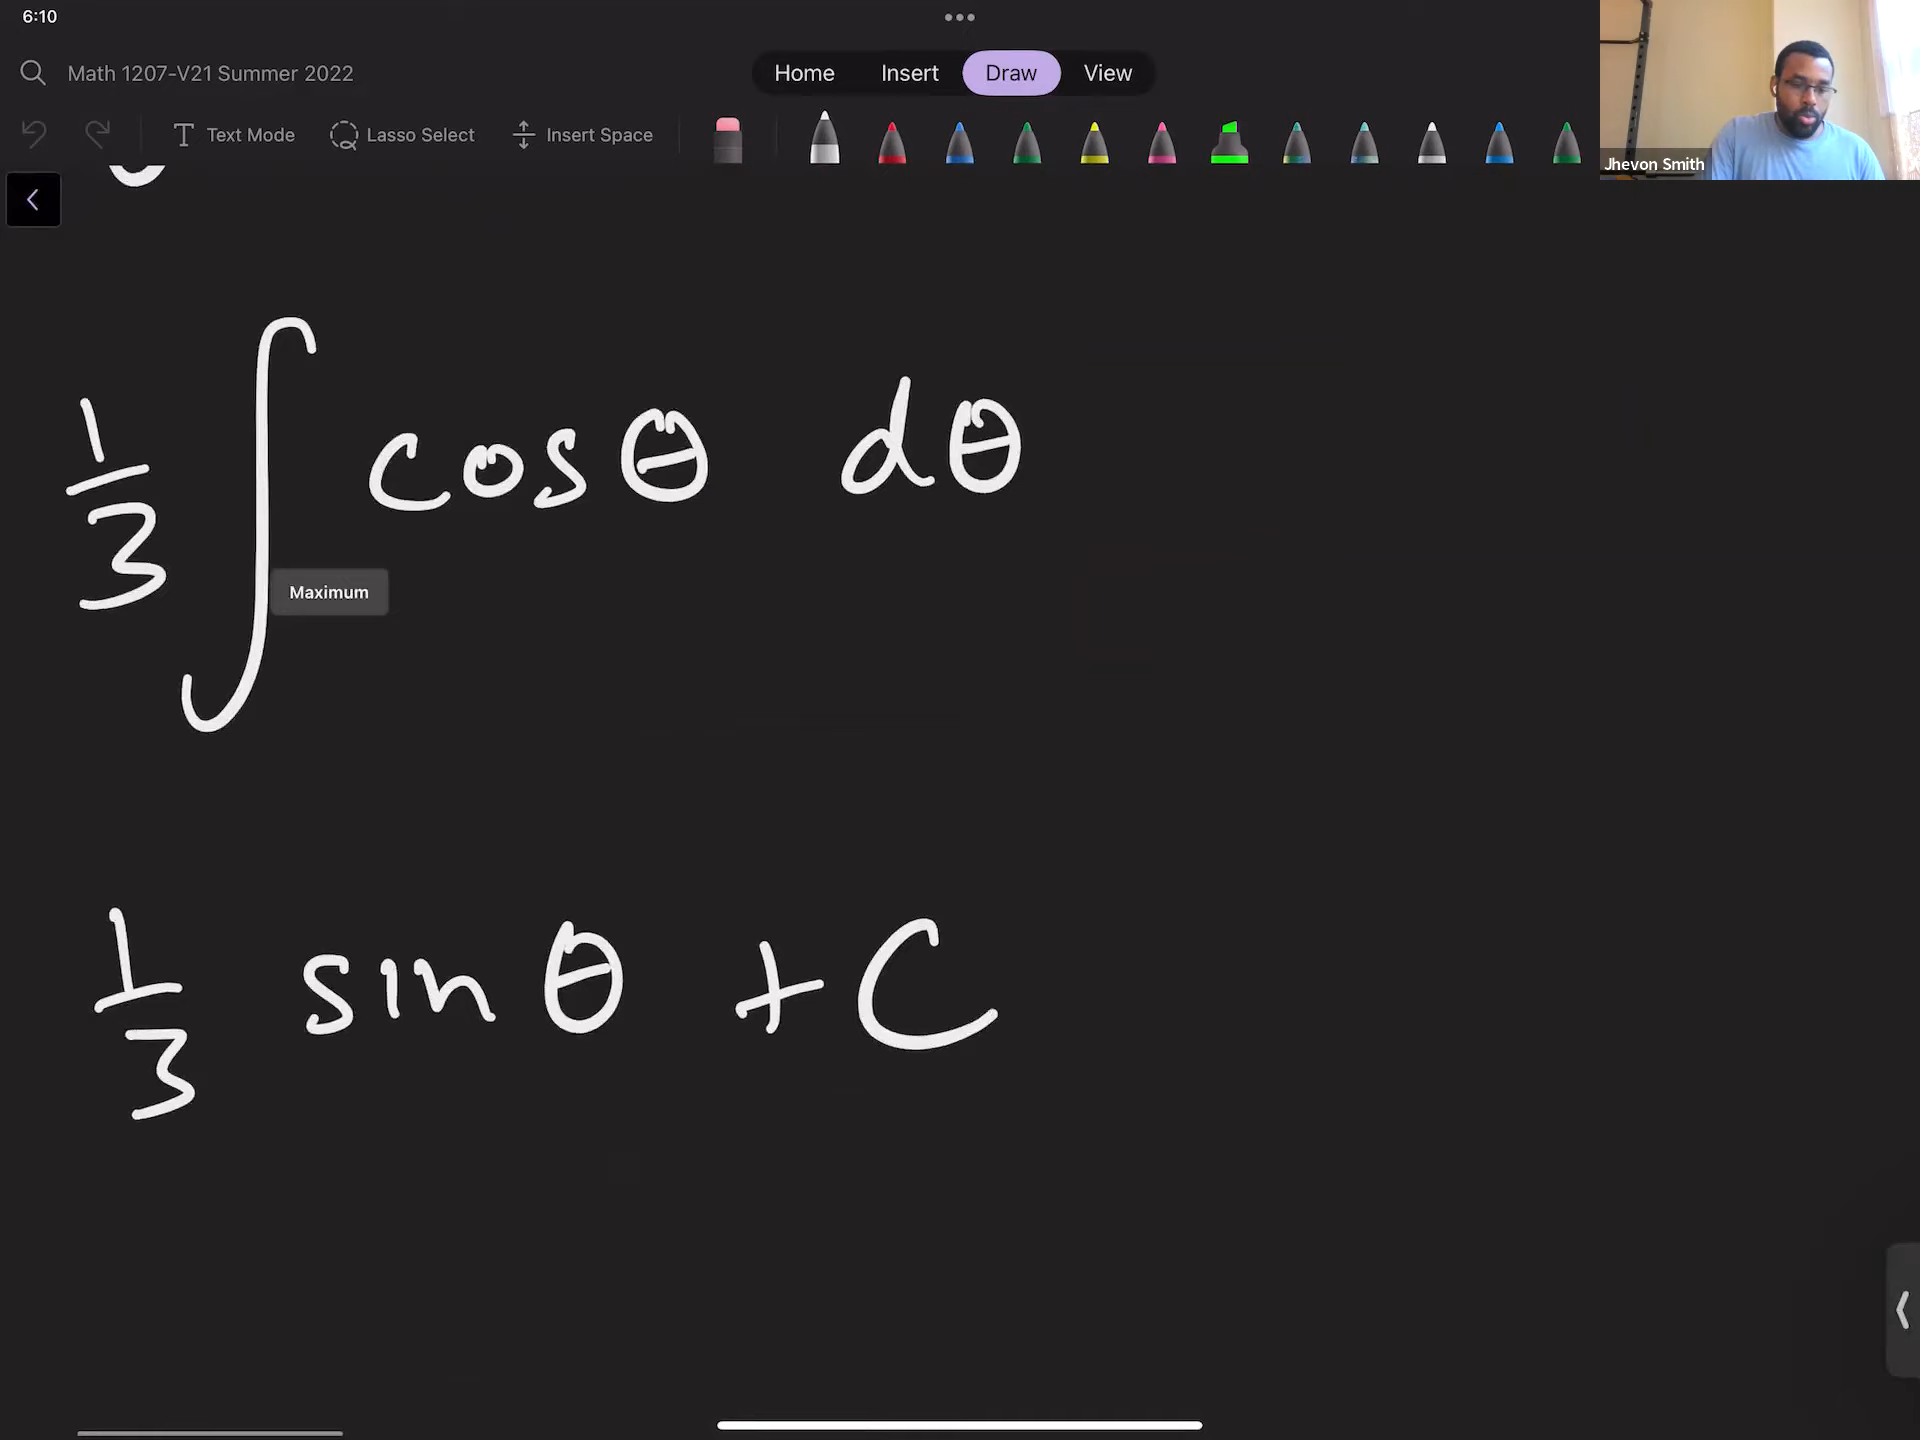 6:10
Math 1207-V21 Summer 2022
Home Insert Draw View
Text Mode Lasso Select Insert Space
Jhevon Smith
1/3 ∫ cosθ dθ
Maximum
1/3 sin θ + C